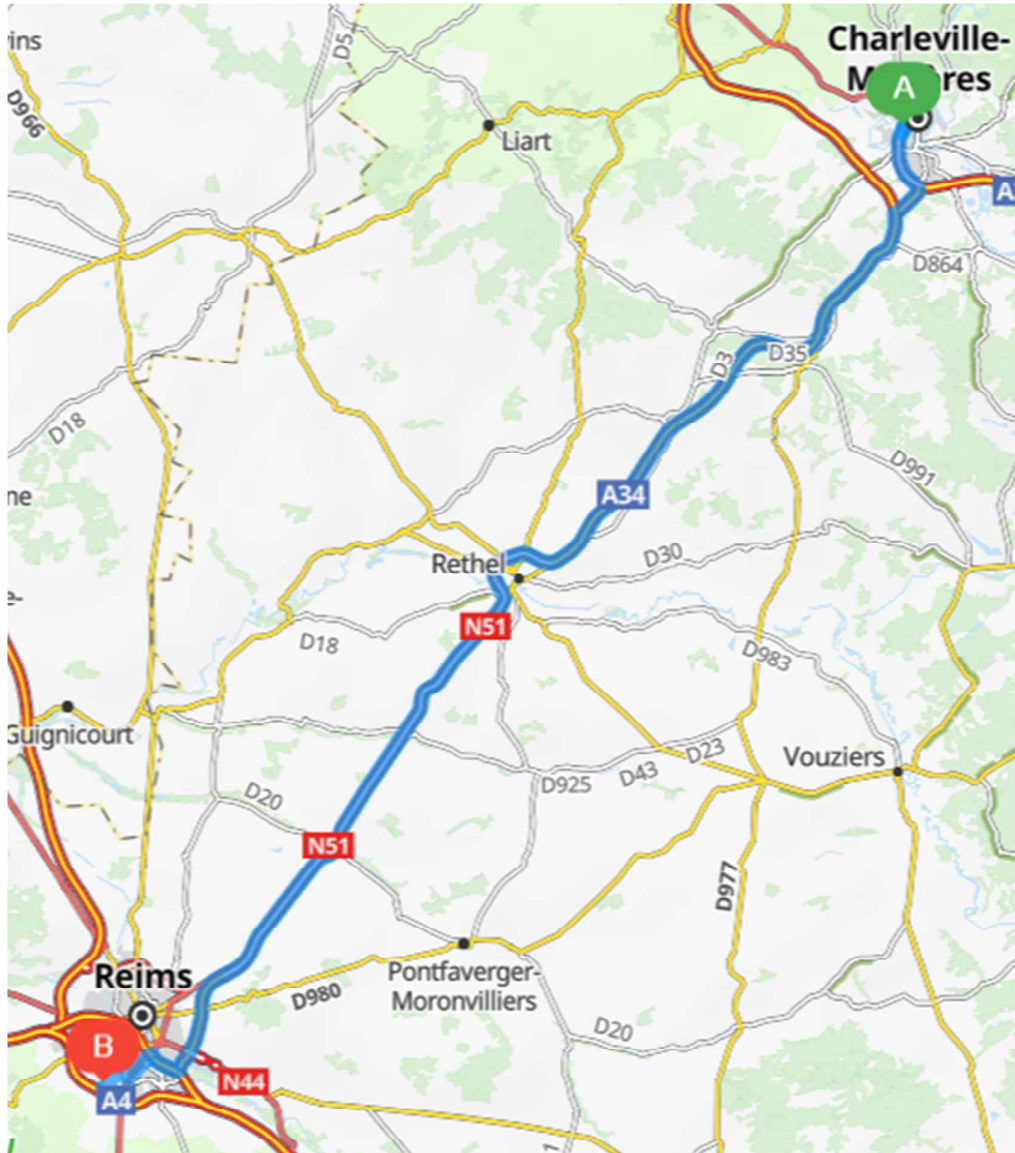 Charleville-
A
D5
D966
Liart
D864
D35
D3
D18
D991
A34
D30
Rethel
N51
D18
D983
Guignicourt
D23
Vouziers
D43
D925
D20
N51
D977
Reims
Pontfaverger-
Moronvilliers
D980
D20
B
N44
A4